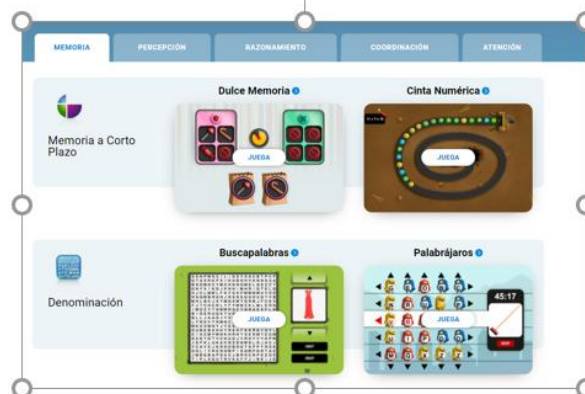 MEMORIA PERCEPCIÓN RAZONAMIENTO COORDINACIÓN ATENCIÓN
Dulce Memoria Cinta Numérica
Memoria a Corto
Plazo
JUEGA JUEGA
Buscapalabras Palabrájaros
Denominación
45:17
JUEGA JUEGA